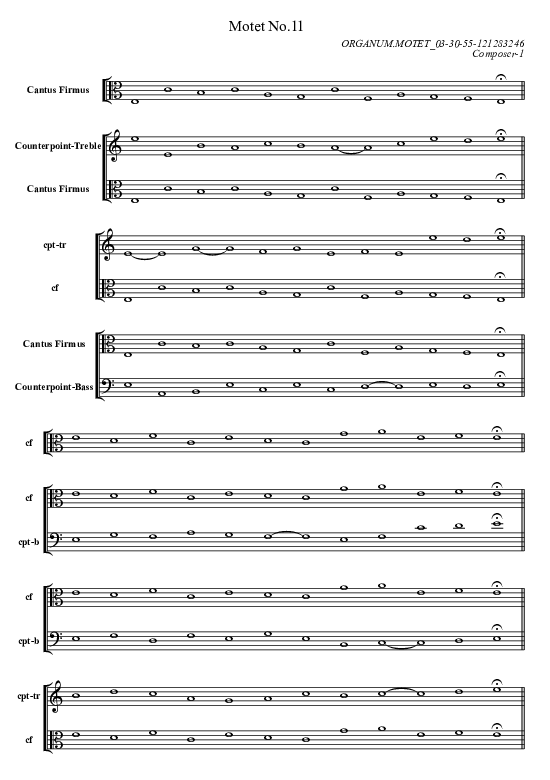 Motet No.11
ORGANUM.MOTET_03-30-55-121283246
Composer-1
Cantus Firmus
Counterpoint-Treble
Cantus Firmus
cpt-tr
cf
Cantus Firmus
Counterpoint-Bass
cf
cf
cpt-b
cf
cpt-b
cpt-tr
cf